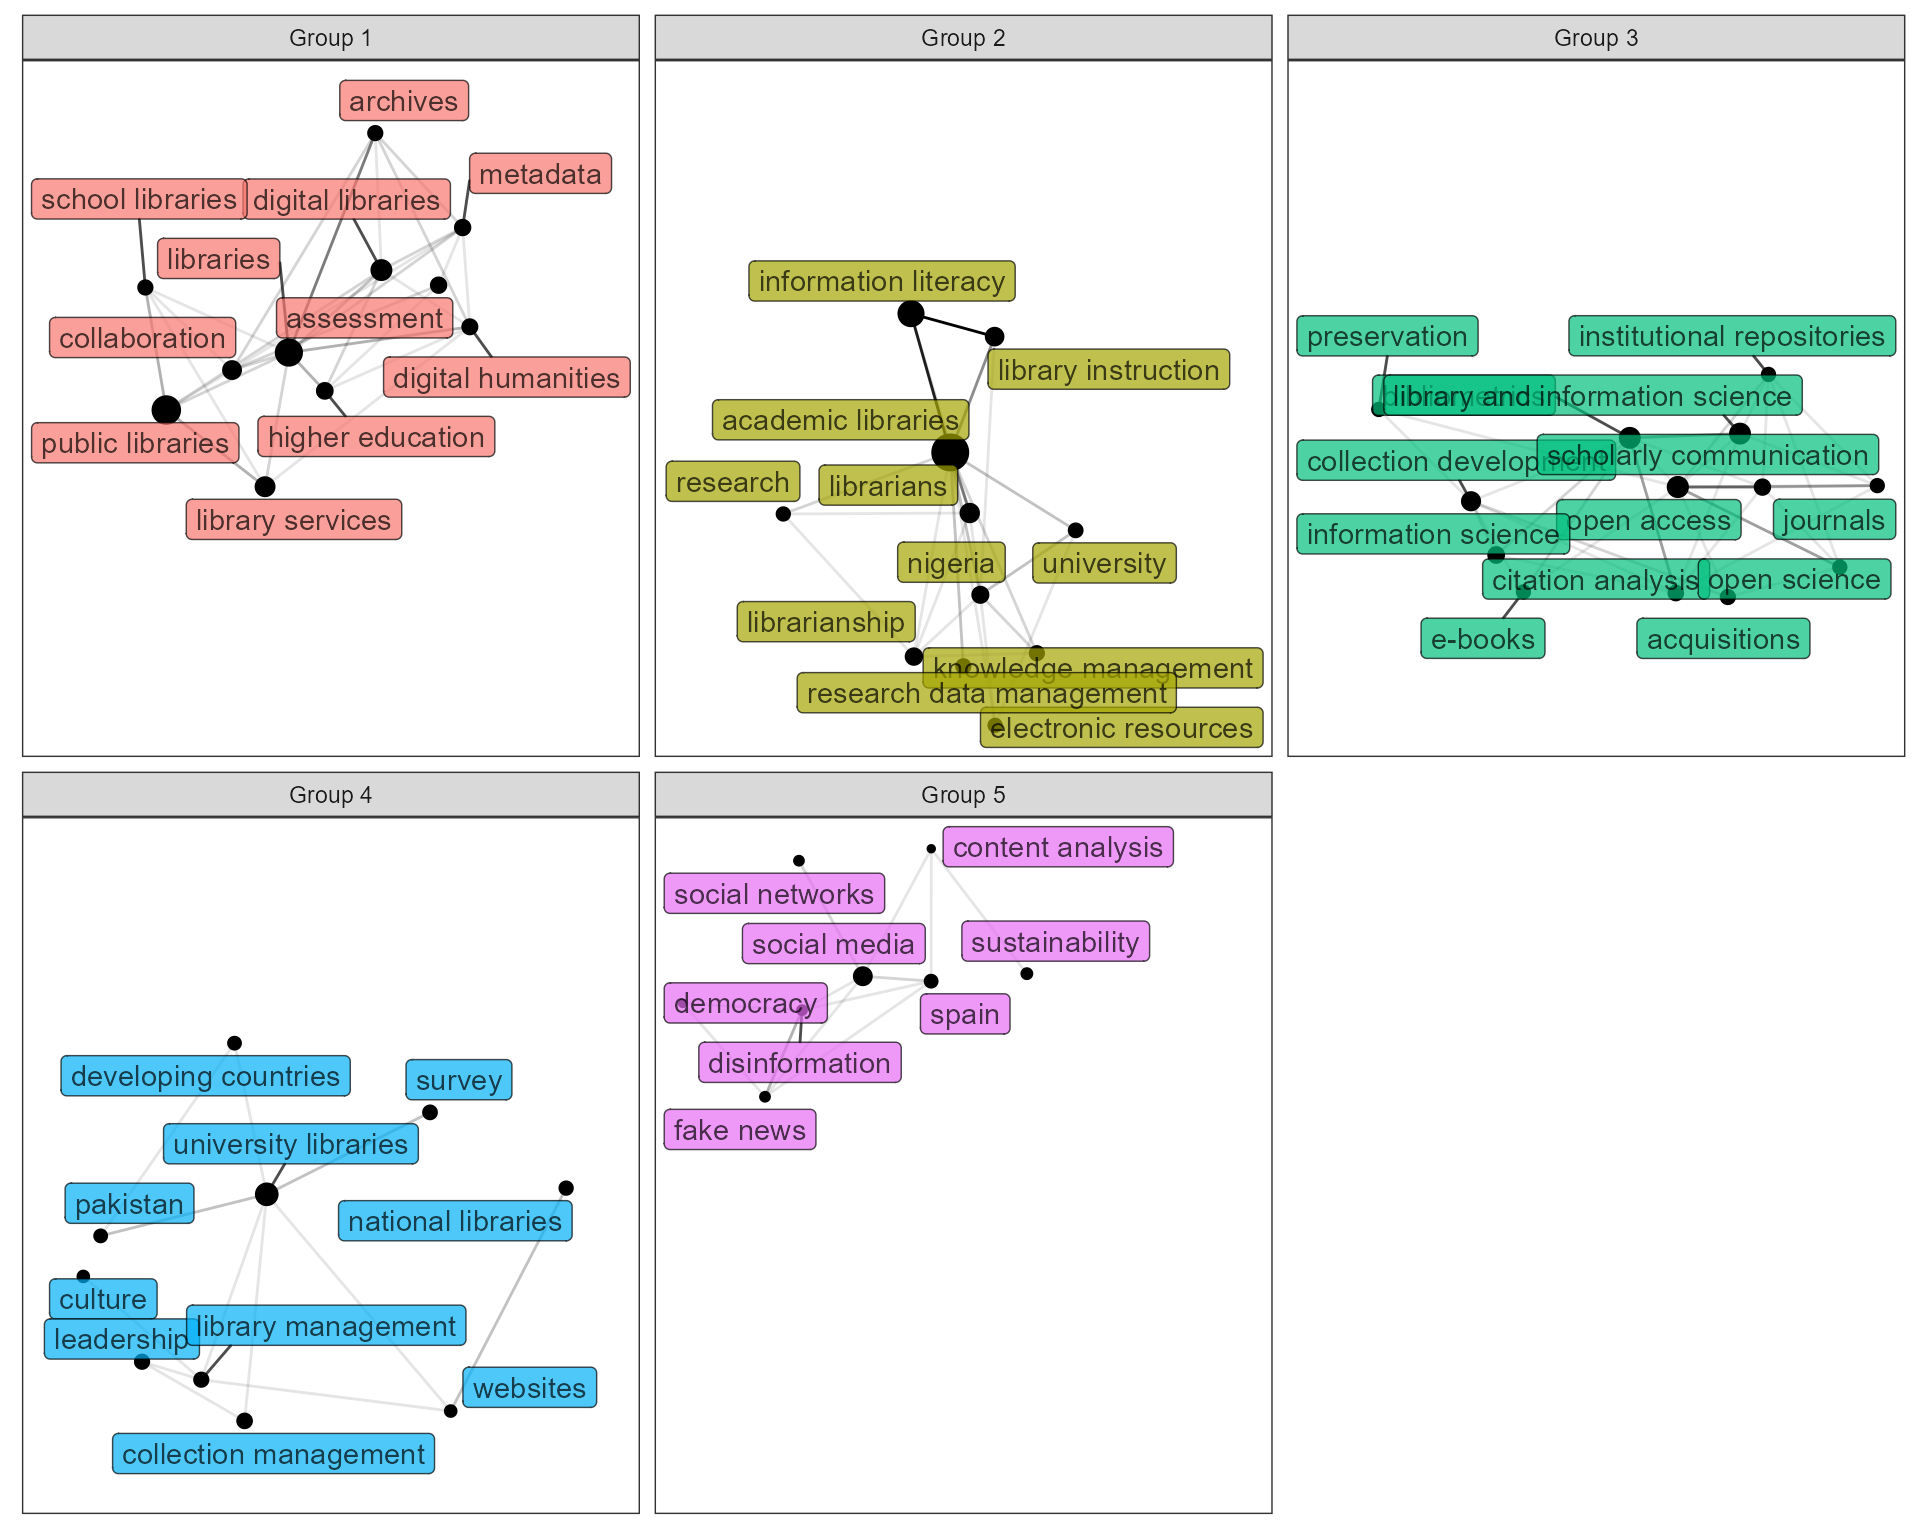 Group 1
archives
metadata
school libraries
digital libraries
libraries
assessment
collaboration
digital humanities
public libraries
higher education
library services
Group 2
information literacy
library instruction
academic libraries
research
librarians
nigeria
university
librarianship
knowledge management
research data management
electronic resources
Group 3
preservation
institutional repositories
bibliometrics
library and information science
collection development
scholarly communication
information science
open access
journals
citation analysis
open science
e-books
acquisitions
Group 4
developing countries
survey
university libraries
pakistan
national libraries
culture
library management
leadership
websites
collection management
Group 5
content analysis
social networks
social media
sustainability
democracy
spain
disinformation
fake news